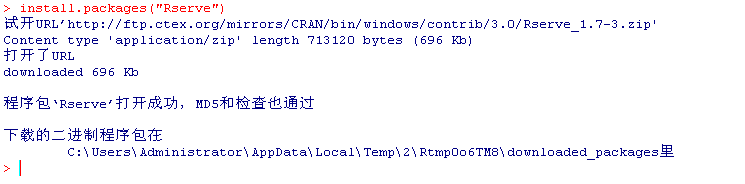 > install.packages("Rserve")
试开URL’http://ftp.ctex.org/mirrors/CRAN/bin/windows/contrib/3.0/Rserve_1.7-3.zip'
Content type 'application/zip' length 713120 bytes (696 Kb)
打开了URL
downloaded 696 Kb
程序包‘Rserve’打开成功，MD5和检查也通过
下载的二进制程序包在
C:\Users\Administrator\AppData\Local\Temp\2\RtmpOo6TM8\downloaded_packages里
>